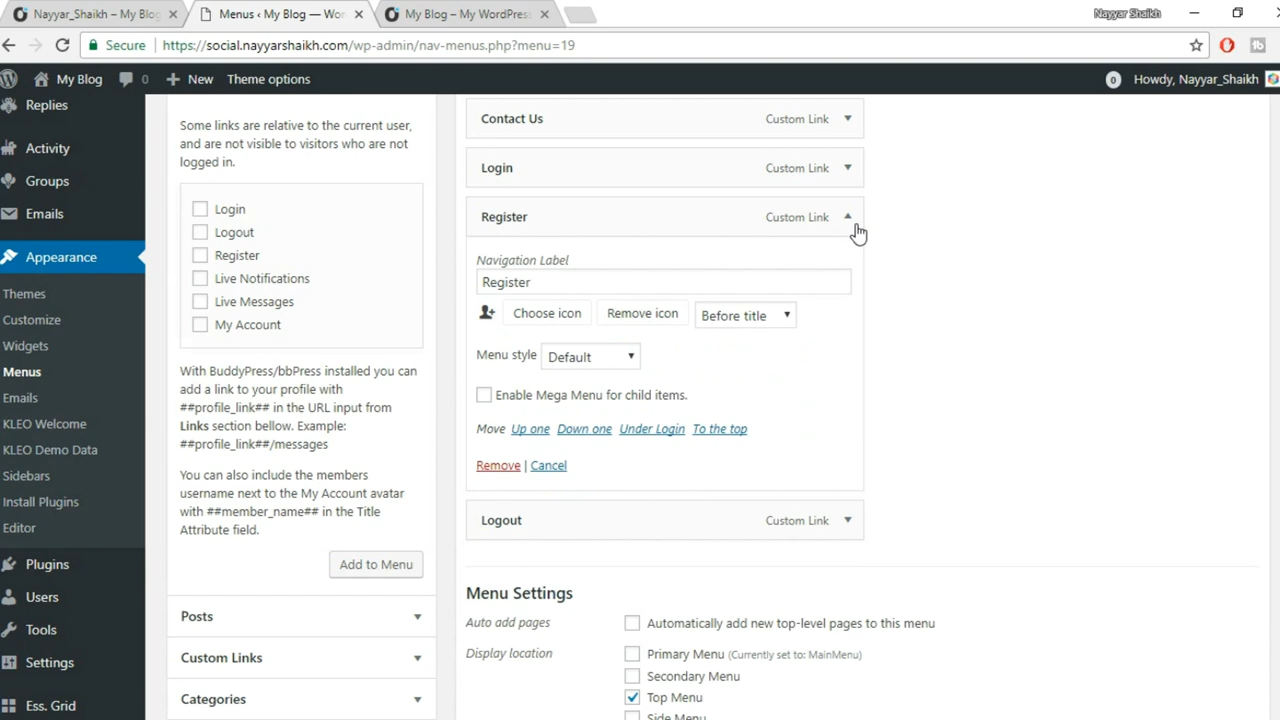 Nayyar_Shaikh – My Blog
Menus ‹ My Blog — Wor
My Blog – My WordPress
Nayyar Shaikh
Secure
https://social.nayyarshaikh.com/wp-admin/nav-menus.php?menu=19
My Blog
0
New
Theme options
0
Howdy, Nayyar_Shaikh
Replies
Activity
Groups
Emails
Appearance
Themes
Customize
Widgets
Menus
Emails
KLEO Welcome
KLEO Demo Data
Sidebars
Install Plugins
Editor
Plugins
Users
Tools
Settings
Ess. Grid
Some links are relative to the current user,
and are not visible to visitors who are not
logged in.
Login
Logout
Register
Live Notifications
Live Messages
My Account
With BuddyPress/bbPress installed you can
add a link to your profile with
##profile_link## in the URL input from
Links section bellow. Example:
##profile_link##/messages
You can also include the members
username next to the My Account avatar
with ##member_name## in the Title
Attribute field.
Add to Menu
Posts
Custom Links
Categories
Contact Us Custom Link
Login Custom Link
Register Custom Link
Navigation Label
Register
Choose icon Remove icon Before title
Menu style Default
Enable Mega Menu for child items.
Move Up one Down one Under Login To the top
Remove | Cancel
Logout Custom Link
Menu Settings
Auto add pages Automatically add new top-level pages to this menu
Display location Primary Menu (Currently set to: MainMenu)
Secondary Menu
Top Menu
Side Menu